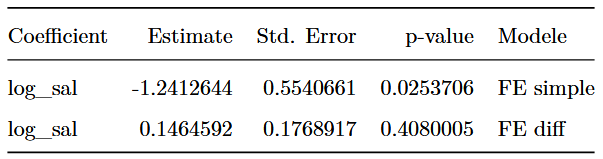 Coefficient Estimate Std. Error p-value Modele
log_sal -1.2412644 0.5540661 0.0253706 FE simple
log_sal 0.1464592 0.1768917 0.4080005 FE diff